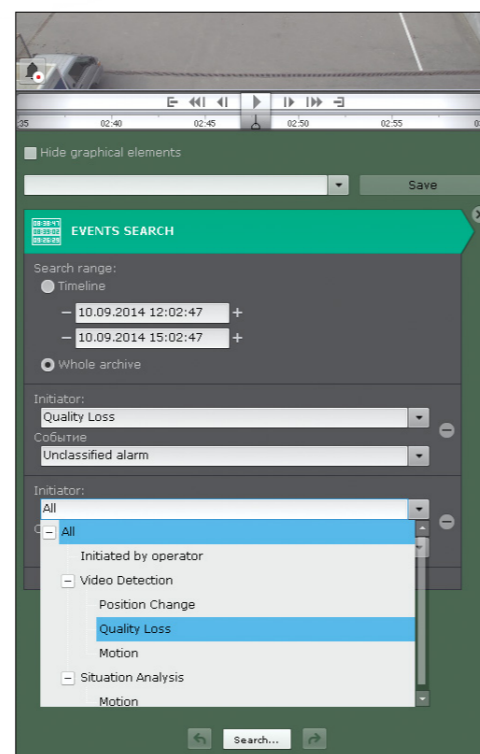 :35 02:40 02:45 02:50 02:55
Hide graphical elements
Save
EVENTS SEARCH
Search range:
Timeline
− 10.09.2014 12:02:47 +
− 10.09.2014 15:02:47 +
Whole archive
Initiator:
Quality Loss
Событие
Unclassified alarm
Initiator:
All
All
Initiated by operator
Video Detection
Position Change
Quality Loss
Motion
Situation Analysis
Motion
Search...